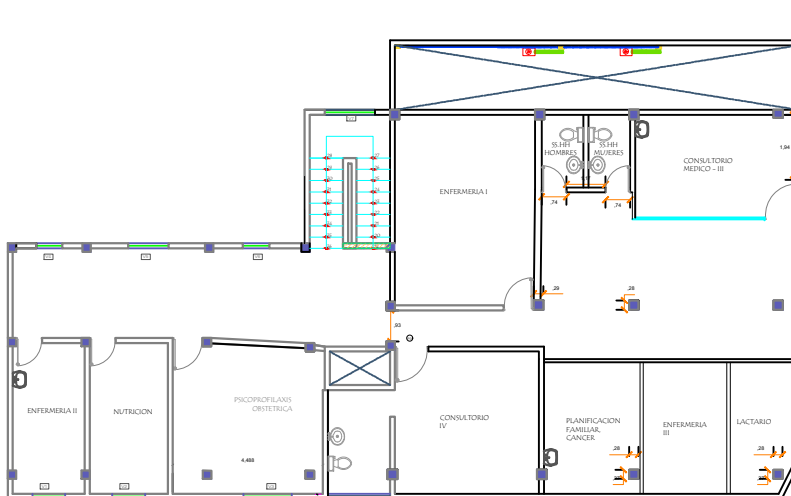 SS.HH
HOMBRES
SS.HH
MUJERES
1,94
CONSULTORIO
MEDICO - III
ENFERMERIA I
,74
,74
,29
,28
,93
PSICOPROFILAXIS
OBSTETRICA
ENFERMERIA II
NUTRICION
CONSULTORIO
IV
PLANIFICACION
FAMILIAR,
CANCER
ENFERMERIA
III
LACTARIO
,28
,28
4.488